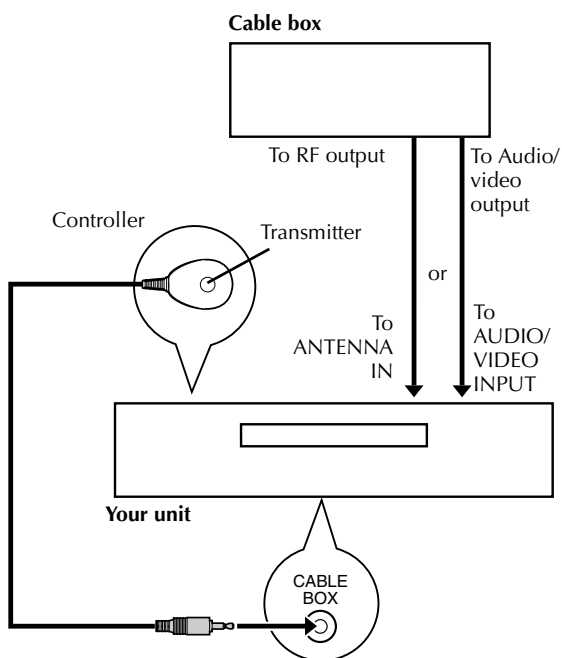 Cable box
To RF output
To Audio/
video
output
Controller
Transmitter
or
To
ANTENNA
IN
To
AUDIO/
VIDEO
INPUT
Your unit
CABLE
BOX